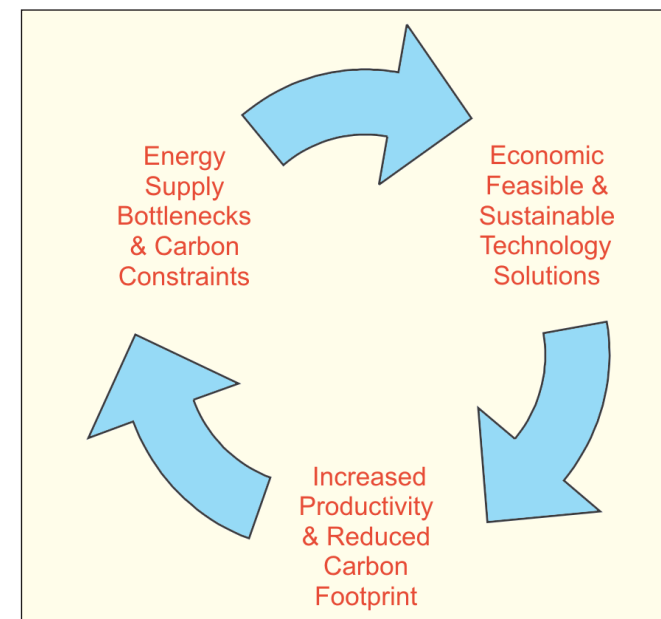 Energy
Supply
Bottlenecks
& Carbon
Constraints
Economic
Feasible &
Sustainable
Technology
Solutions
Increased
Productivity
& Reduced
Carbon
Footprint